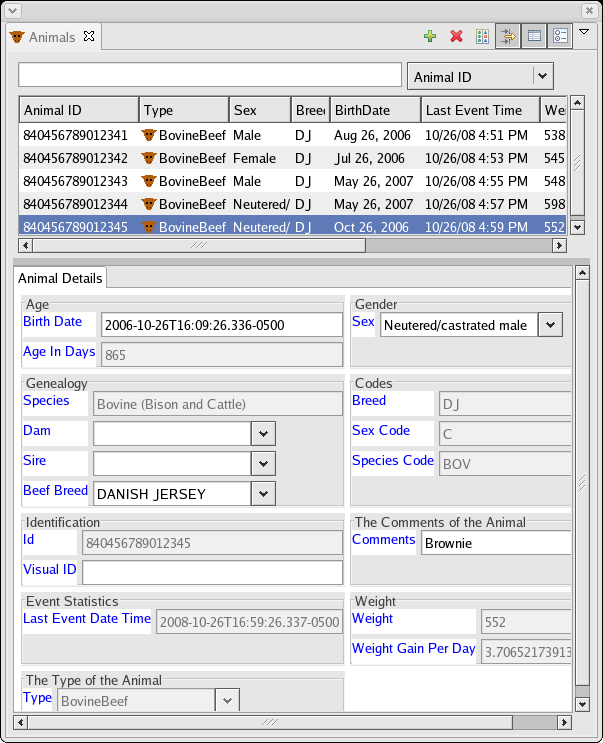 Animals
Animal ID
Animal ID Type Sex Breed BirthDate Last Event Time We
840456789012341 BovineBeef Male DJ Aug 26, 2006 10/26/08 4:51 PM 538
840456789012342 BovineBeef Female DJ Jul 26, 2006 10/26/08 4:53 PM 545
840456789012343 BovineBeef Male DJ May 26, 2007 10/26/08 4:55 PM 548
840456789012344 BovineBeef Neutered/ DJ May 26, 2007 10/26/08 4:57 PM 598
840456789012345 BovineBeef Neutered/ DJ Oct 26, 2006 10/26/08 4:59 PM 552
Animal Details
Age
Birth Date 2006-10-26T16:09:26.336-0500
Age In Days 865
Gender
Sex Neutered/castrated male
Genealogy
Species Bovine (Bison and Cattle)
Dam
Sire
Beef Breed DANISH JERSEY
Codes
Breed DJ
Sex Code C
Species Code BOV
Identification
Id 840456789012345
Visual ID
The Comments of the Animal
Comments Brownie
Event Statistics
Last Event Date Time 2008-10-26T16:59:26.337-0500
Weight
Weight 552
Weight Gain Per Day 3.70652173913
The Type of the Animal
Type BovineBeef